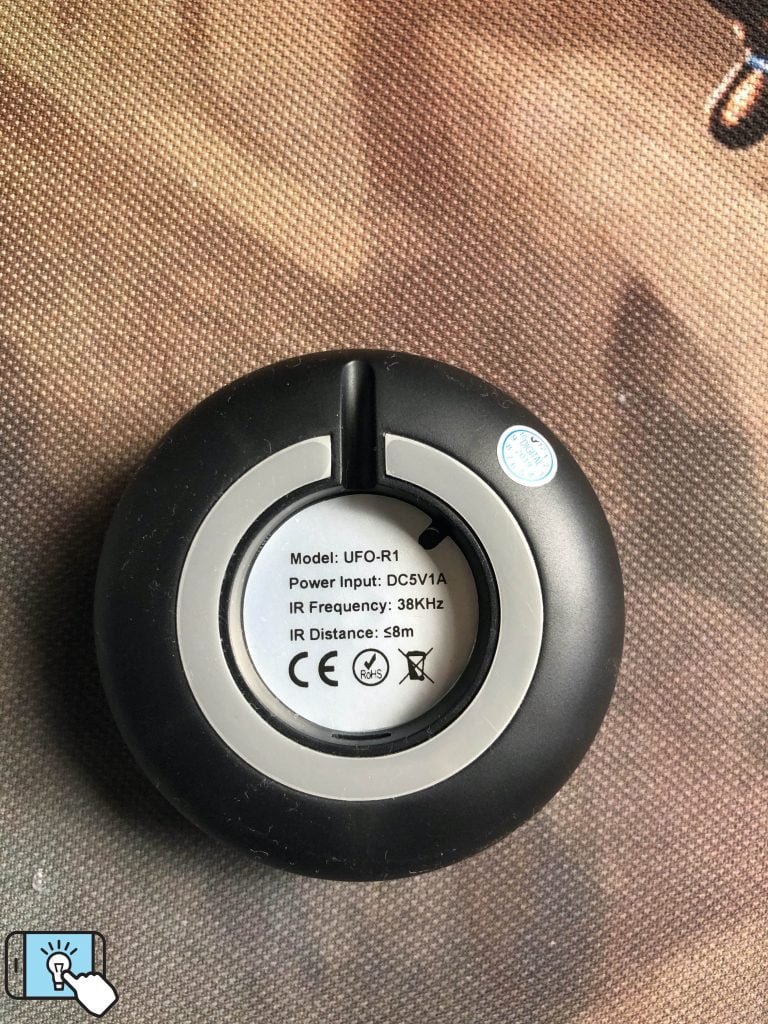 Model: UFO-R1
Power Input: DC5V1A
IR Frequency: 38KHz
IR Distance: ≤8m
CE RoHS